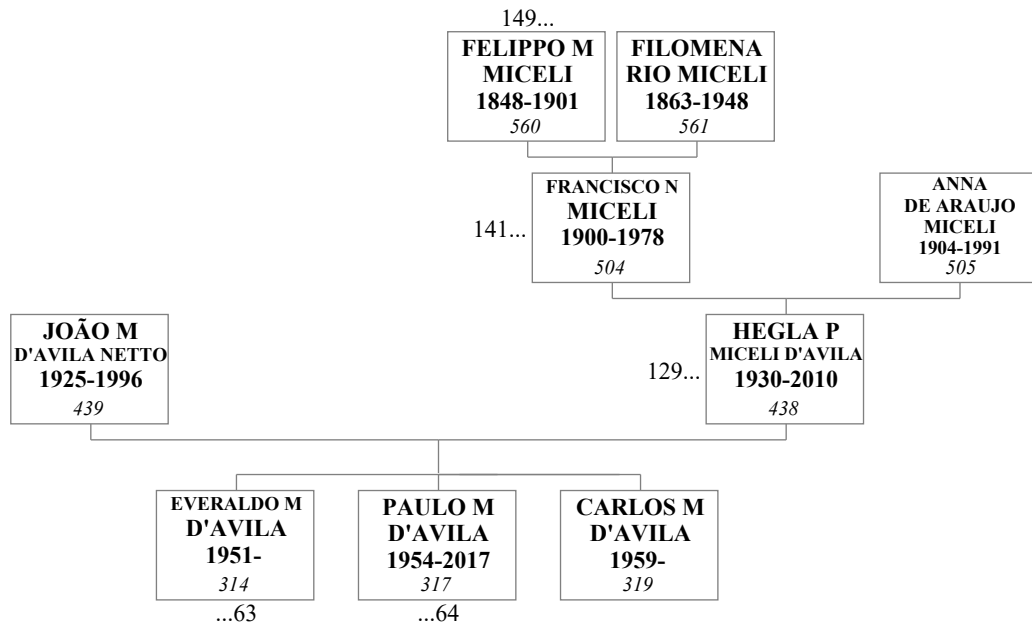 149...
FELIPPO M
MICELI
1848-1901
560
FILOMENA
RIO MICELI
1863-1948
561
141...
FRANCISCO N
MICELI
1900-1978
504
ANNA
DE ARAUJO
MICELI
1904-1991
505
JOÃO M
D'AVILA NETTO
1925-1996
439
129...
HEGLA P
MICELI D'AVILA
1930-2010
438
EVERALDO M
D'AVILA
1951-
314
...63
PAULO M
D'AVILA
1954-2017
317
...64
CARLOS M
D'AVILA
1959-
319